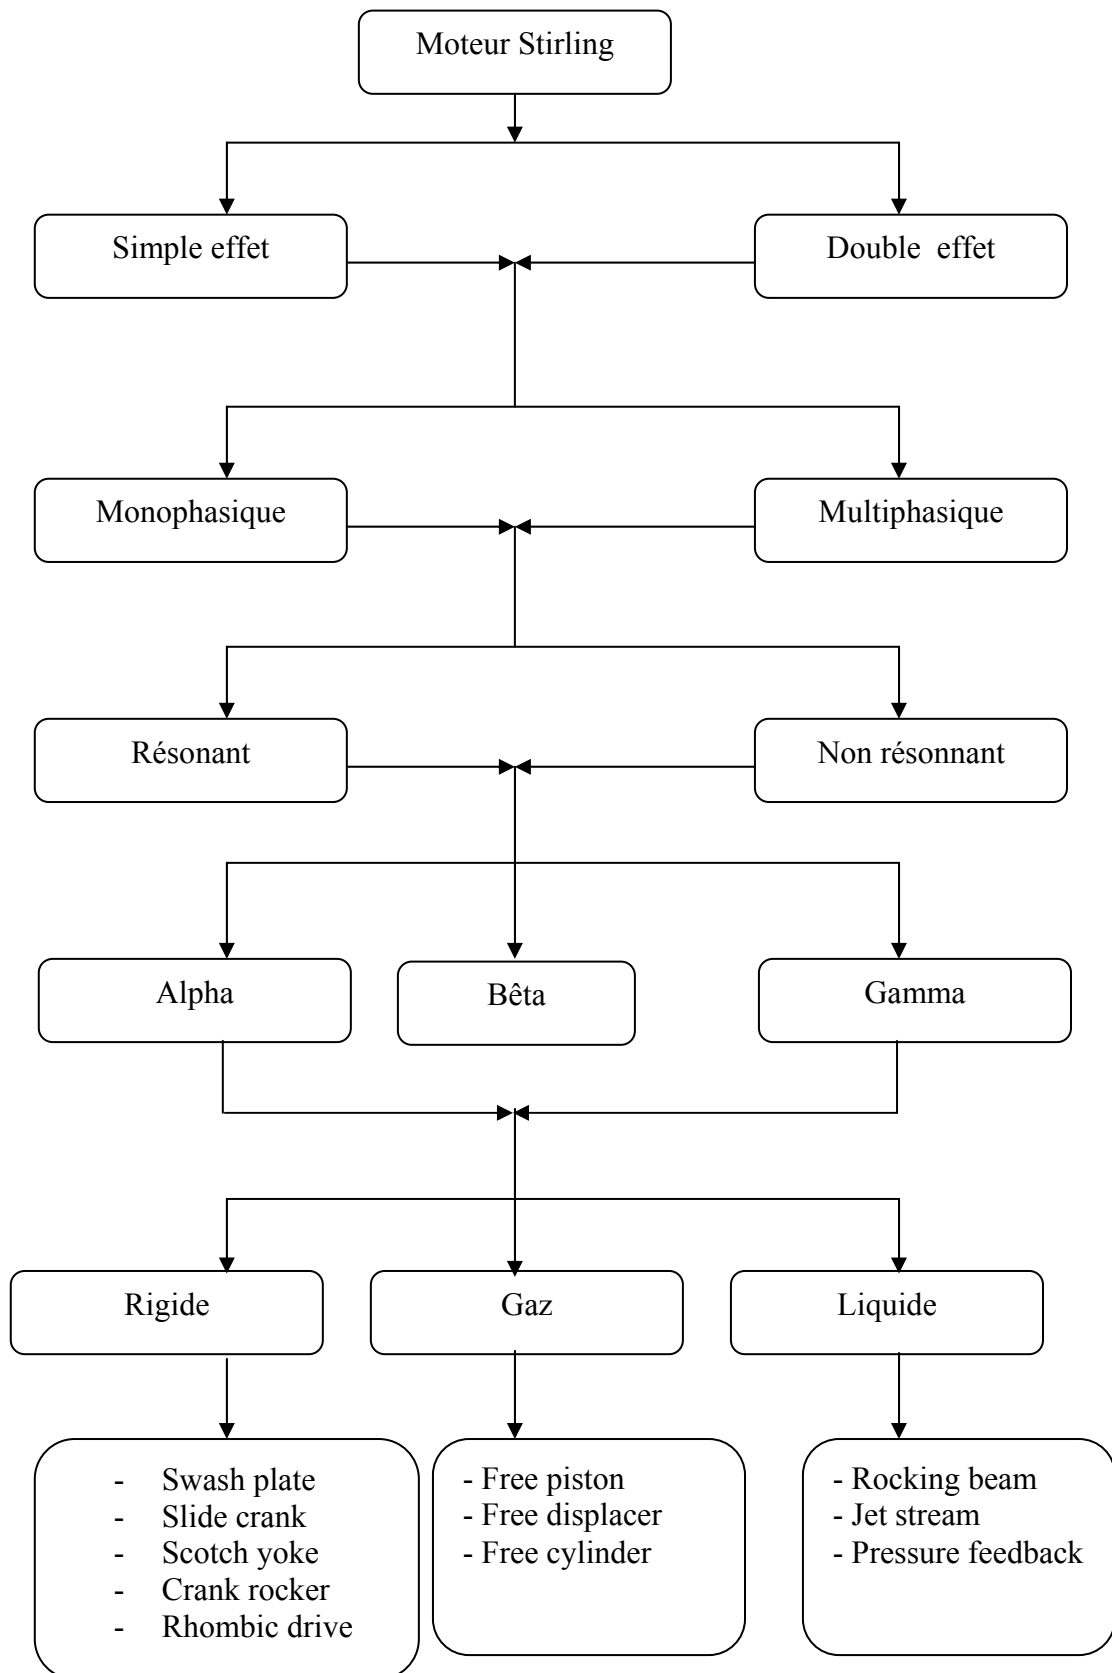 Moteur Stirling
Simple effet
Double effet
Monophasique
Multiphasique
Résonant
Non résonnant
Alpha
Bêta
Gamma
Rigide
Gaz
Liquide
- Swash plate
- Slide crank
- Scotch yoke
- Crank rocker
- Rhombic drive
- Free piston
- Free displacer
- Free cylinder
- Rocking beam
- Jet stream
- Pressure feedback